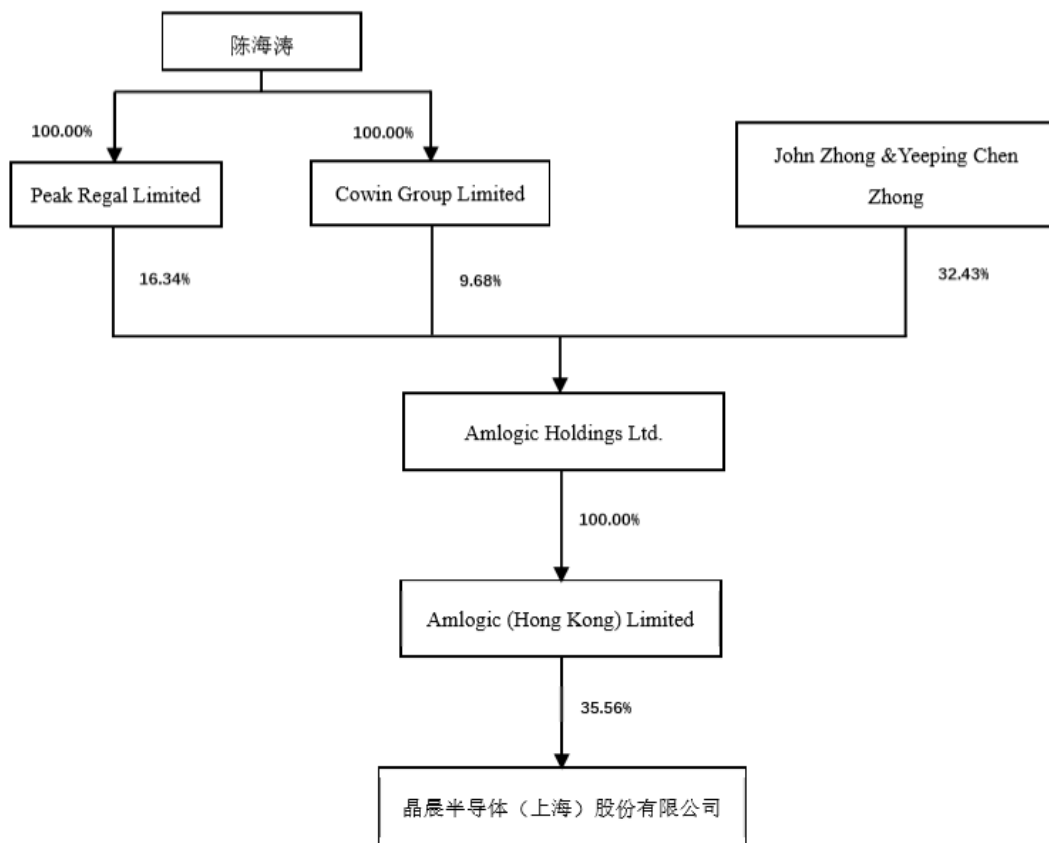 陈海涛
100.00%
100.00%
Peak Regal Limited
Cowin Group Limited
John Zhong &Yeeping Chen
Zhong
16.34%
9.68%
32.43%
Amlogic Holdings Ltd.
100.00%
Amlogic (Hong Kong) Limited
35.56%
晶晨半导体（上海）股份有限公司